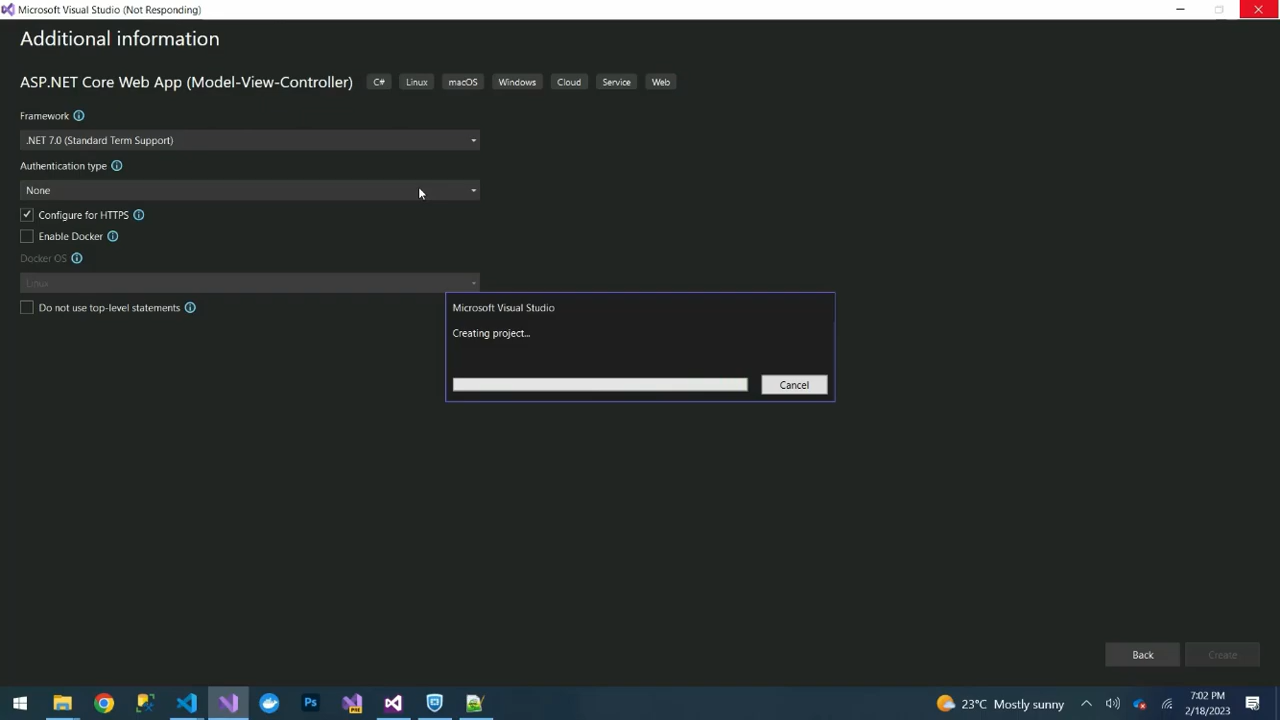 Microsoft Visual Studio (Not Responding)
Additional information
ASP.NET Core Web App (Model-View-Controller) C# Linux macOS Windows Cloud Service Web
Framework
.NET 7.0 (Standard Term Support)
Authentication type
None
Configure for HTTPS
Enable Docker
Docker OS
Linux
Do not use top-level statements
Microsoft Visual Studio
Creating project...
Cancel
Back Create
Ps PRE 23°C Mostly sunny 7:02 PM
2/18/2023